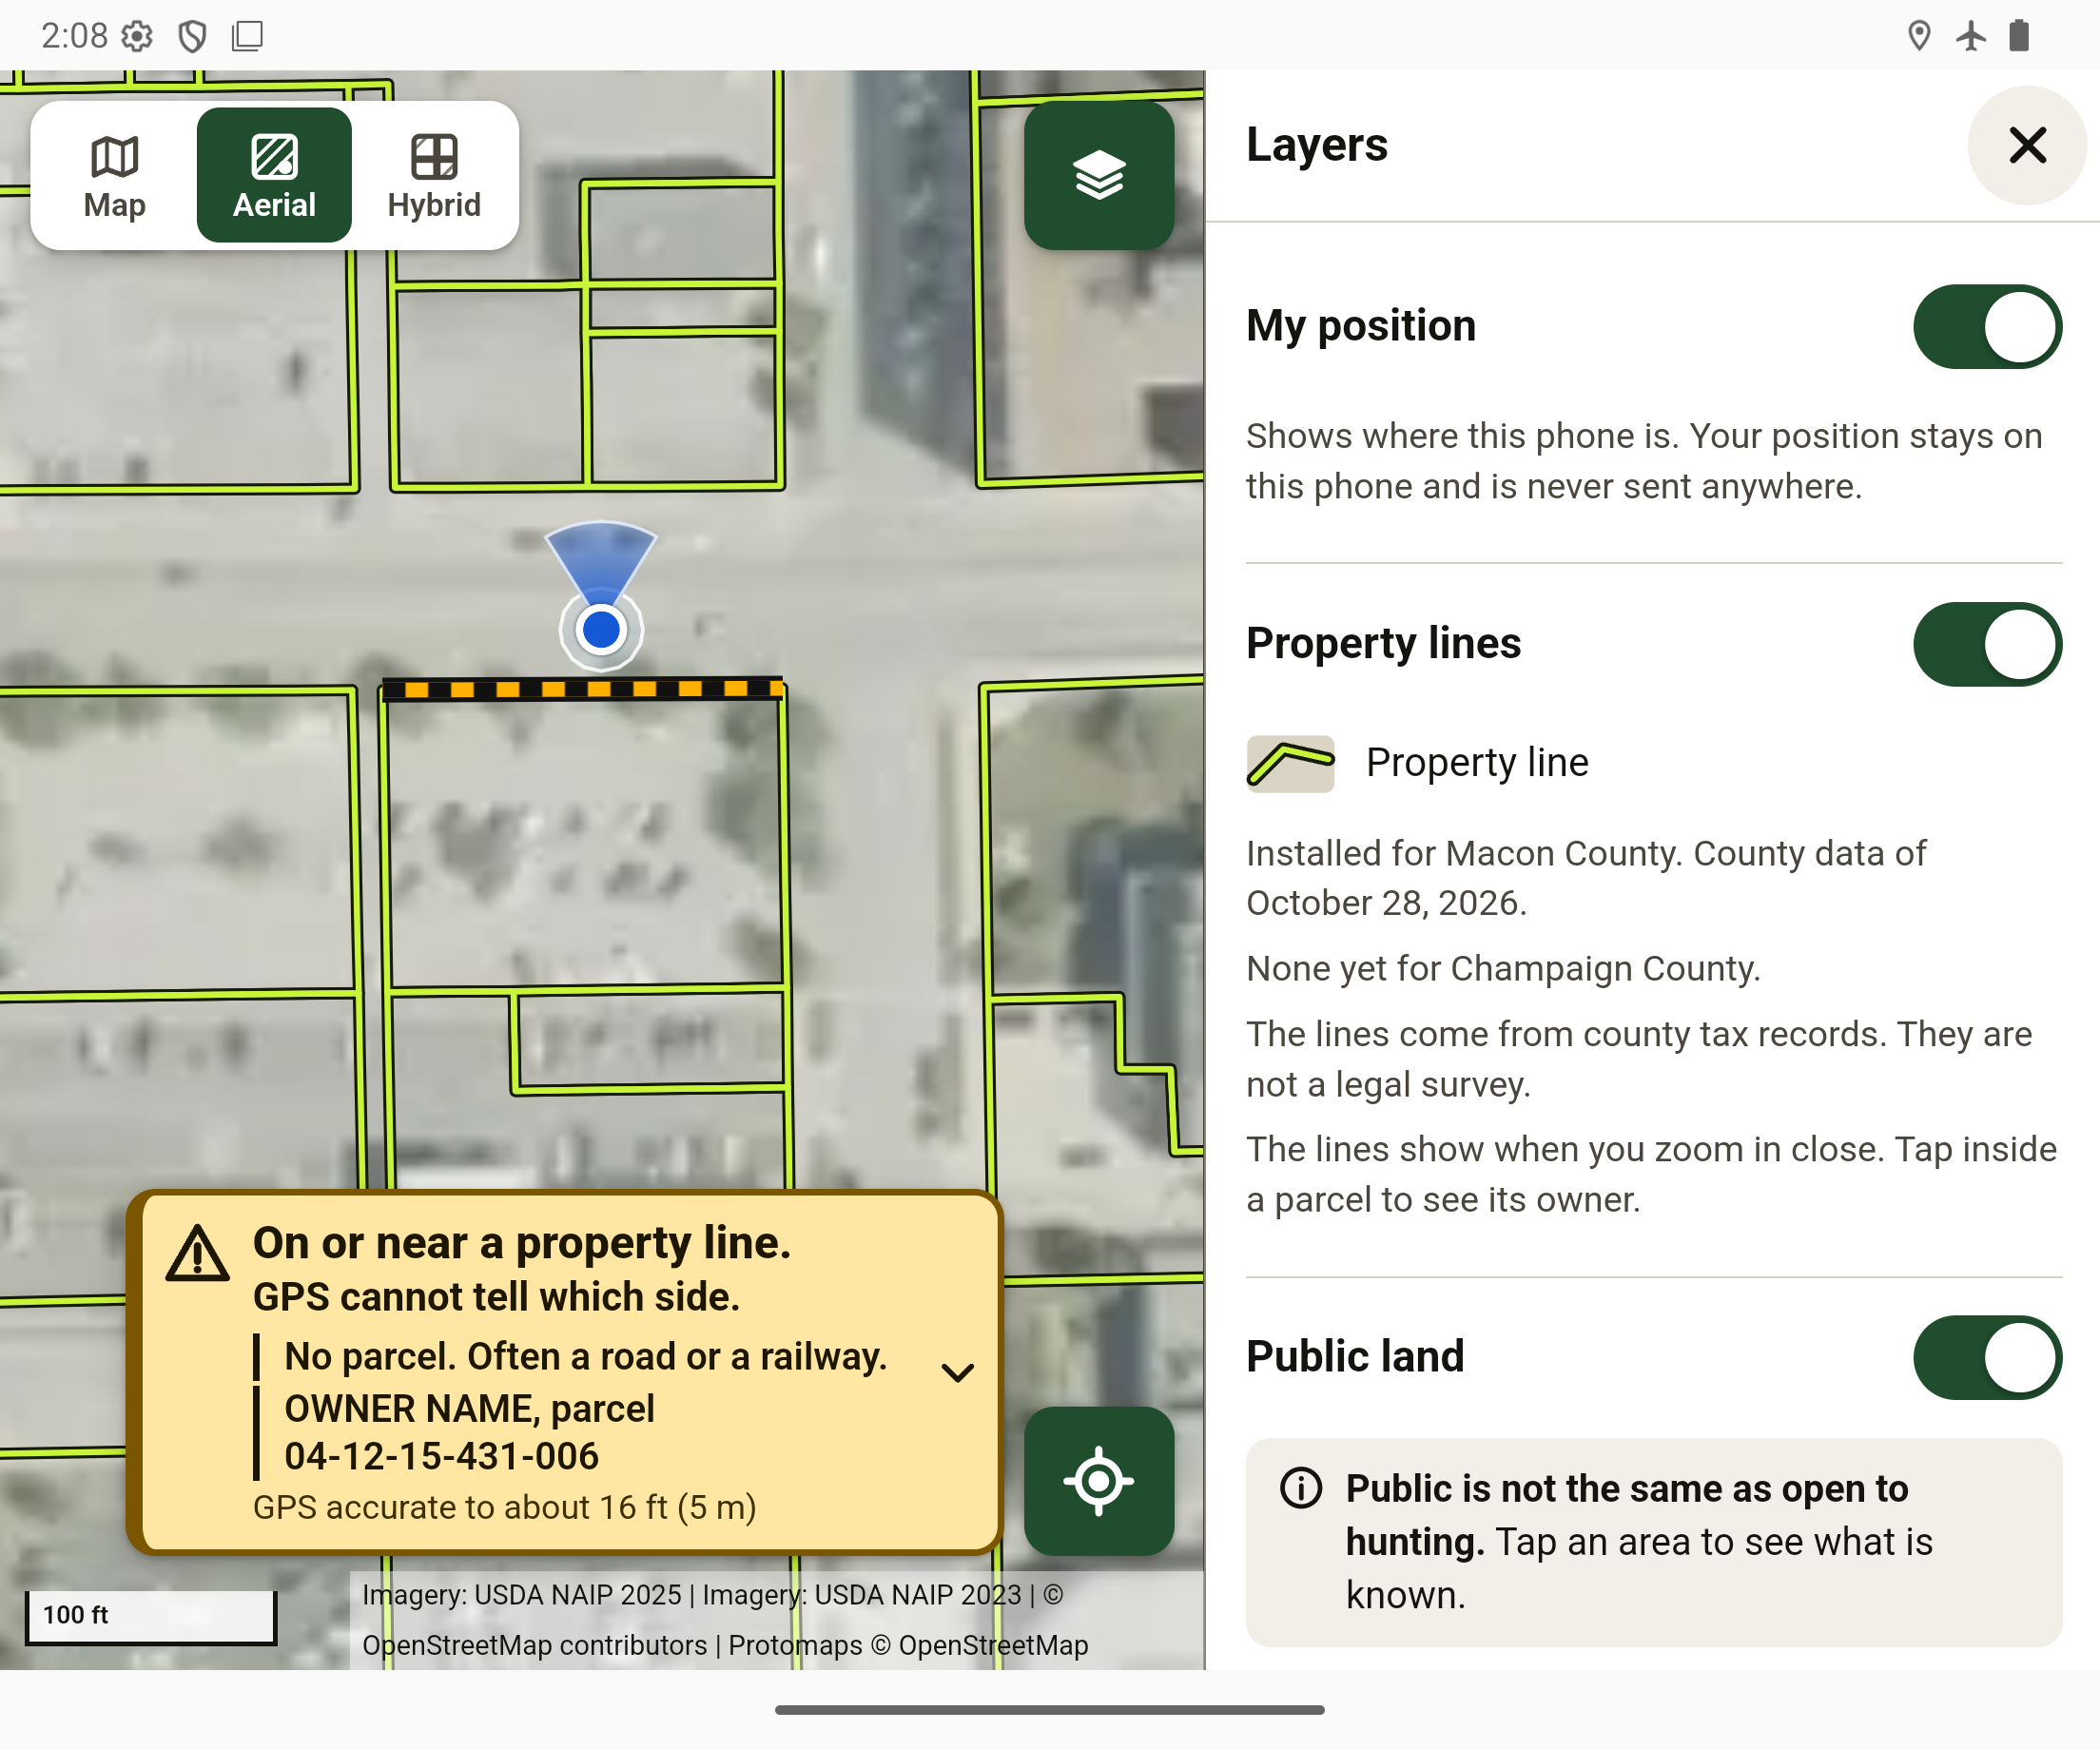 2:08
Map
Aerial
Hybrid
On or near a property line.
GPS cannot tell which side.
No parcel. Often a road or a railway.
OWNER NAME, parcel
04-12-15-431-006
GPS accurate to about 16 ft (5 m)
100 ft
Imagery: USDA NAIP 2025 | Imagery: USDA NAIP 2023 | ©
OpenStreetMap contributors | Protomaps © OpenStreetMap
Layers
My position
Shows where this phone is. Your position stays on
this phone and is never sent anywhere.
Property lines
Property line
Installed for Macon County. County data of
October 28, 2026.
None yet for Champaign County.
The lines come from county tax records. They are
not a legal survey.
The lines show when you zoom in close. Tap inside
a parcel to see its owner.
Public land
Public is not the same as open to
hunting. Tap an area to see what is
known.